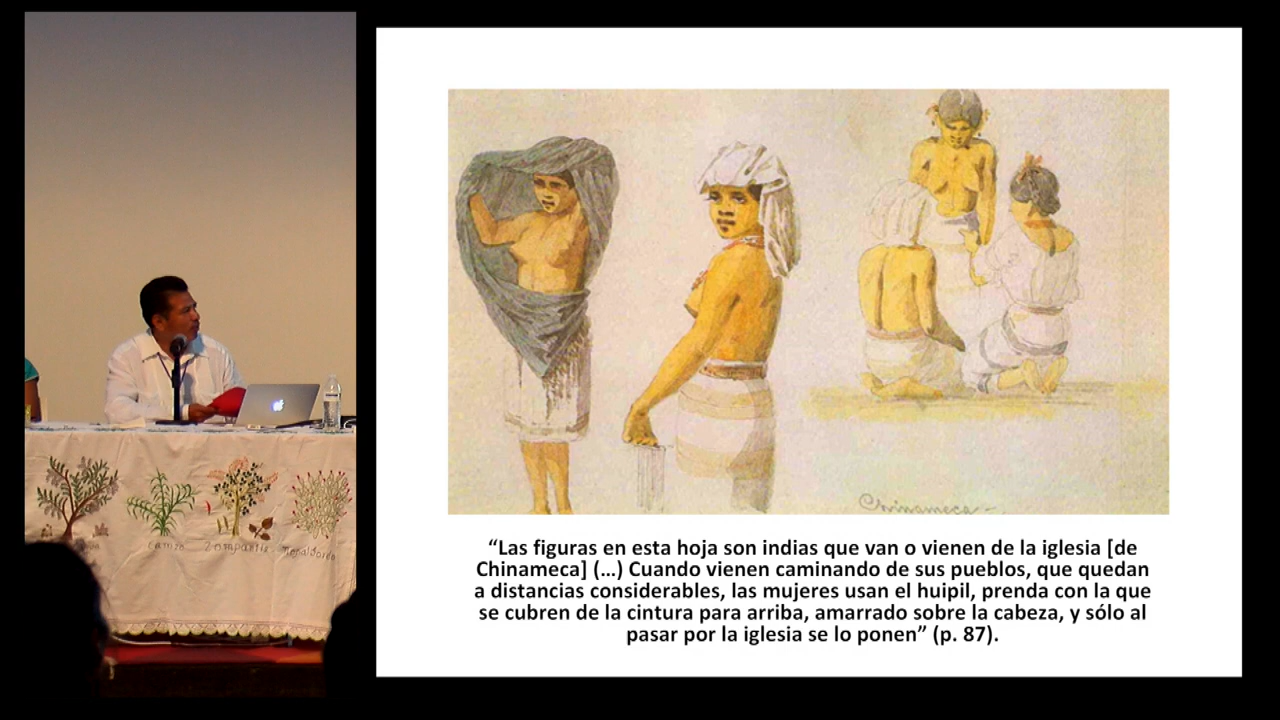 Chinameca -
“Las figuras en esta hoja son indias que van o vienen de la iglesia [de
Chinameca] (...) Cuando vienen caminando de sus pueblos, que quedan
a distancias considerables, las mujeres usan el huipil, prenda con la que
se cubren de la cintura para arriba, amarrado sobre la cabeza, y sólo al
pasar por la iglesia se lo ponen” (p. 87).